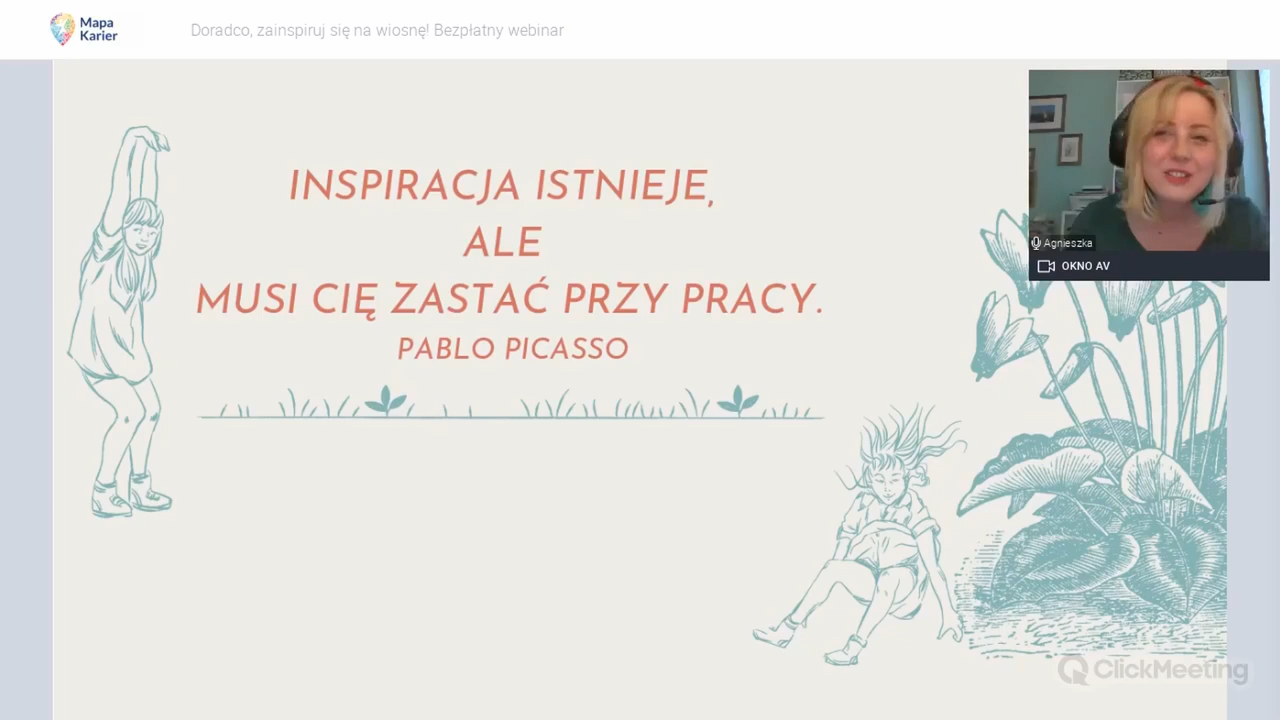 Mapa
Karier
Doradco, zainspiruj się na wiosnę! Bezpłatny webinar
INSPIRACJA ISTNIEJE,
ALE
MUSI CIĘ ZASTAĆ PRZY PRACY.
PABLO PICASSO
Agnieszka
OKNO AV
ClickMeeting